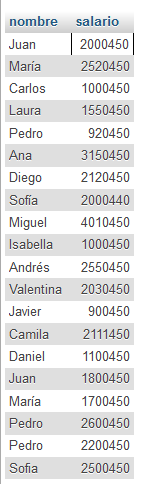 nombre salario
Juan 2000450
María 2520450
Carlos 1000450
Laura 1550450
Pedro 920450
Ana 3150450
Diego 2120450
Sofía 2000440
Miguel 4010450
Isabella 1000450
Andrés 2550450
Valentina 2030450
Javier 900450
Camila 2111450
Daniel 1100450
Juan 1800450
María 1700450
Pedro 2600450
Pedro 2200450
Sofia 2500450